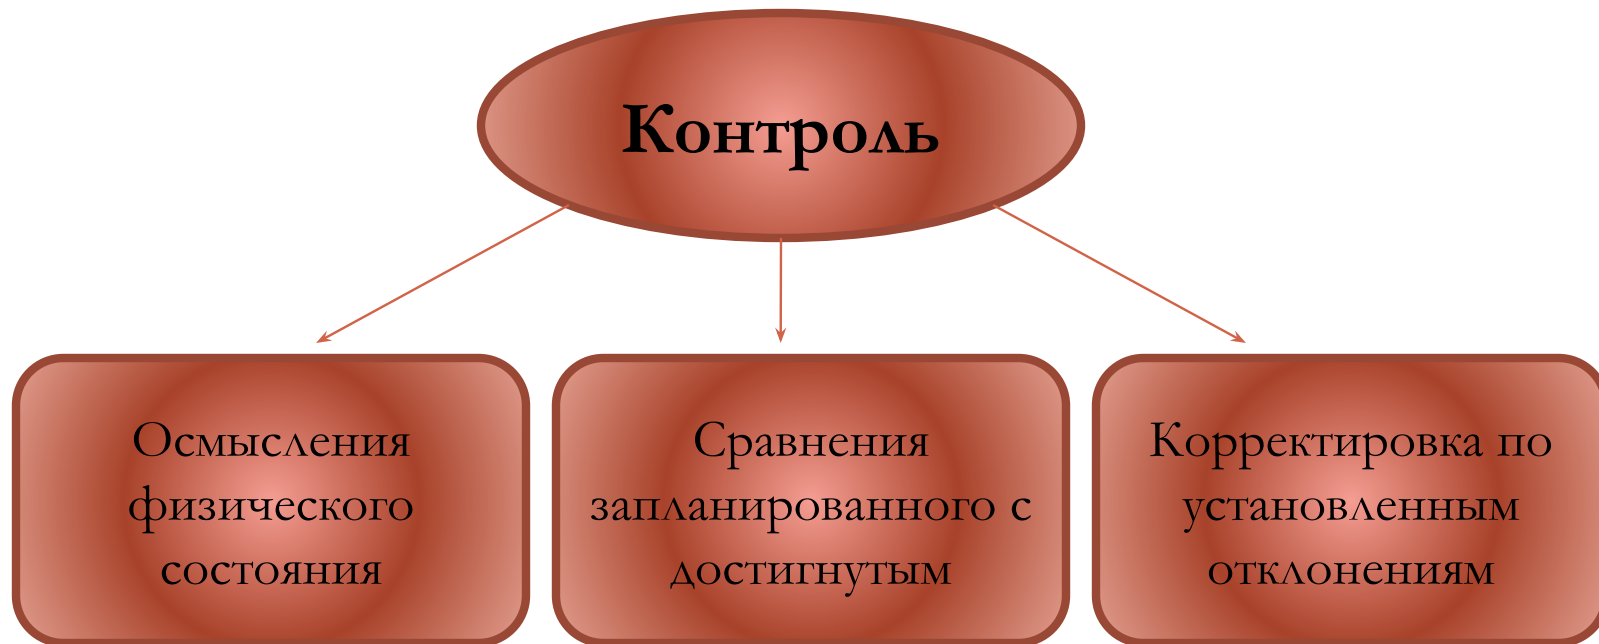 Контроль
Осмысления
физического
состояния
Сравнения
запланированного с
достигнутым
Корректировка по
установленным
отклонениям